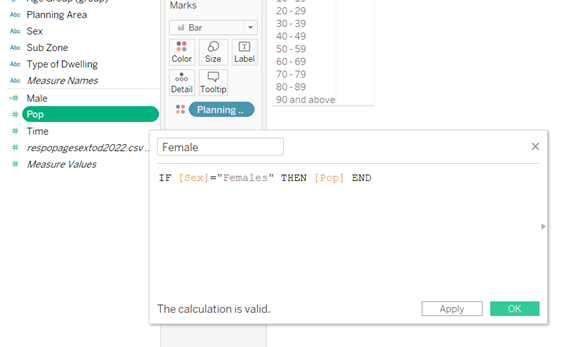 Age Group (group)
Abc Planning Area
Abc Sex
Abc Sub Zone
Abc Type of Dwelling
Abc Measure Names
=# Male
# Pop
# Time
# respopagesextod2022.csv ..
# Measure Values
Marks
Bar
Color Size Label
Detail Tooltip
Planning ..
20 - 29
30 - 39
40 - 49
50 - 59
60 - 69
70 - 79
80 - 89
90 and above
Female
IF [Sex]="Females" THEN [Pop] END
The calculation is valid.
Apply OK